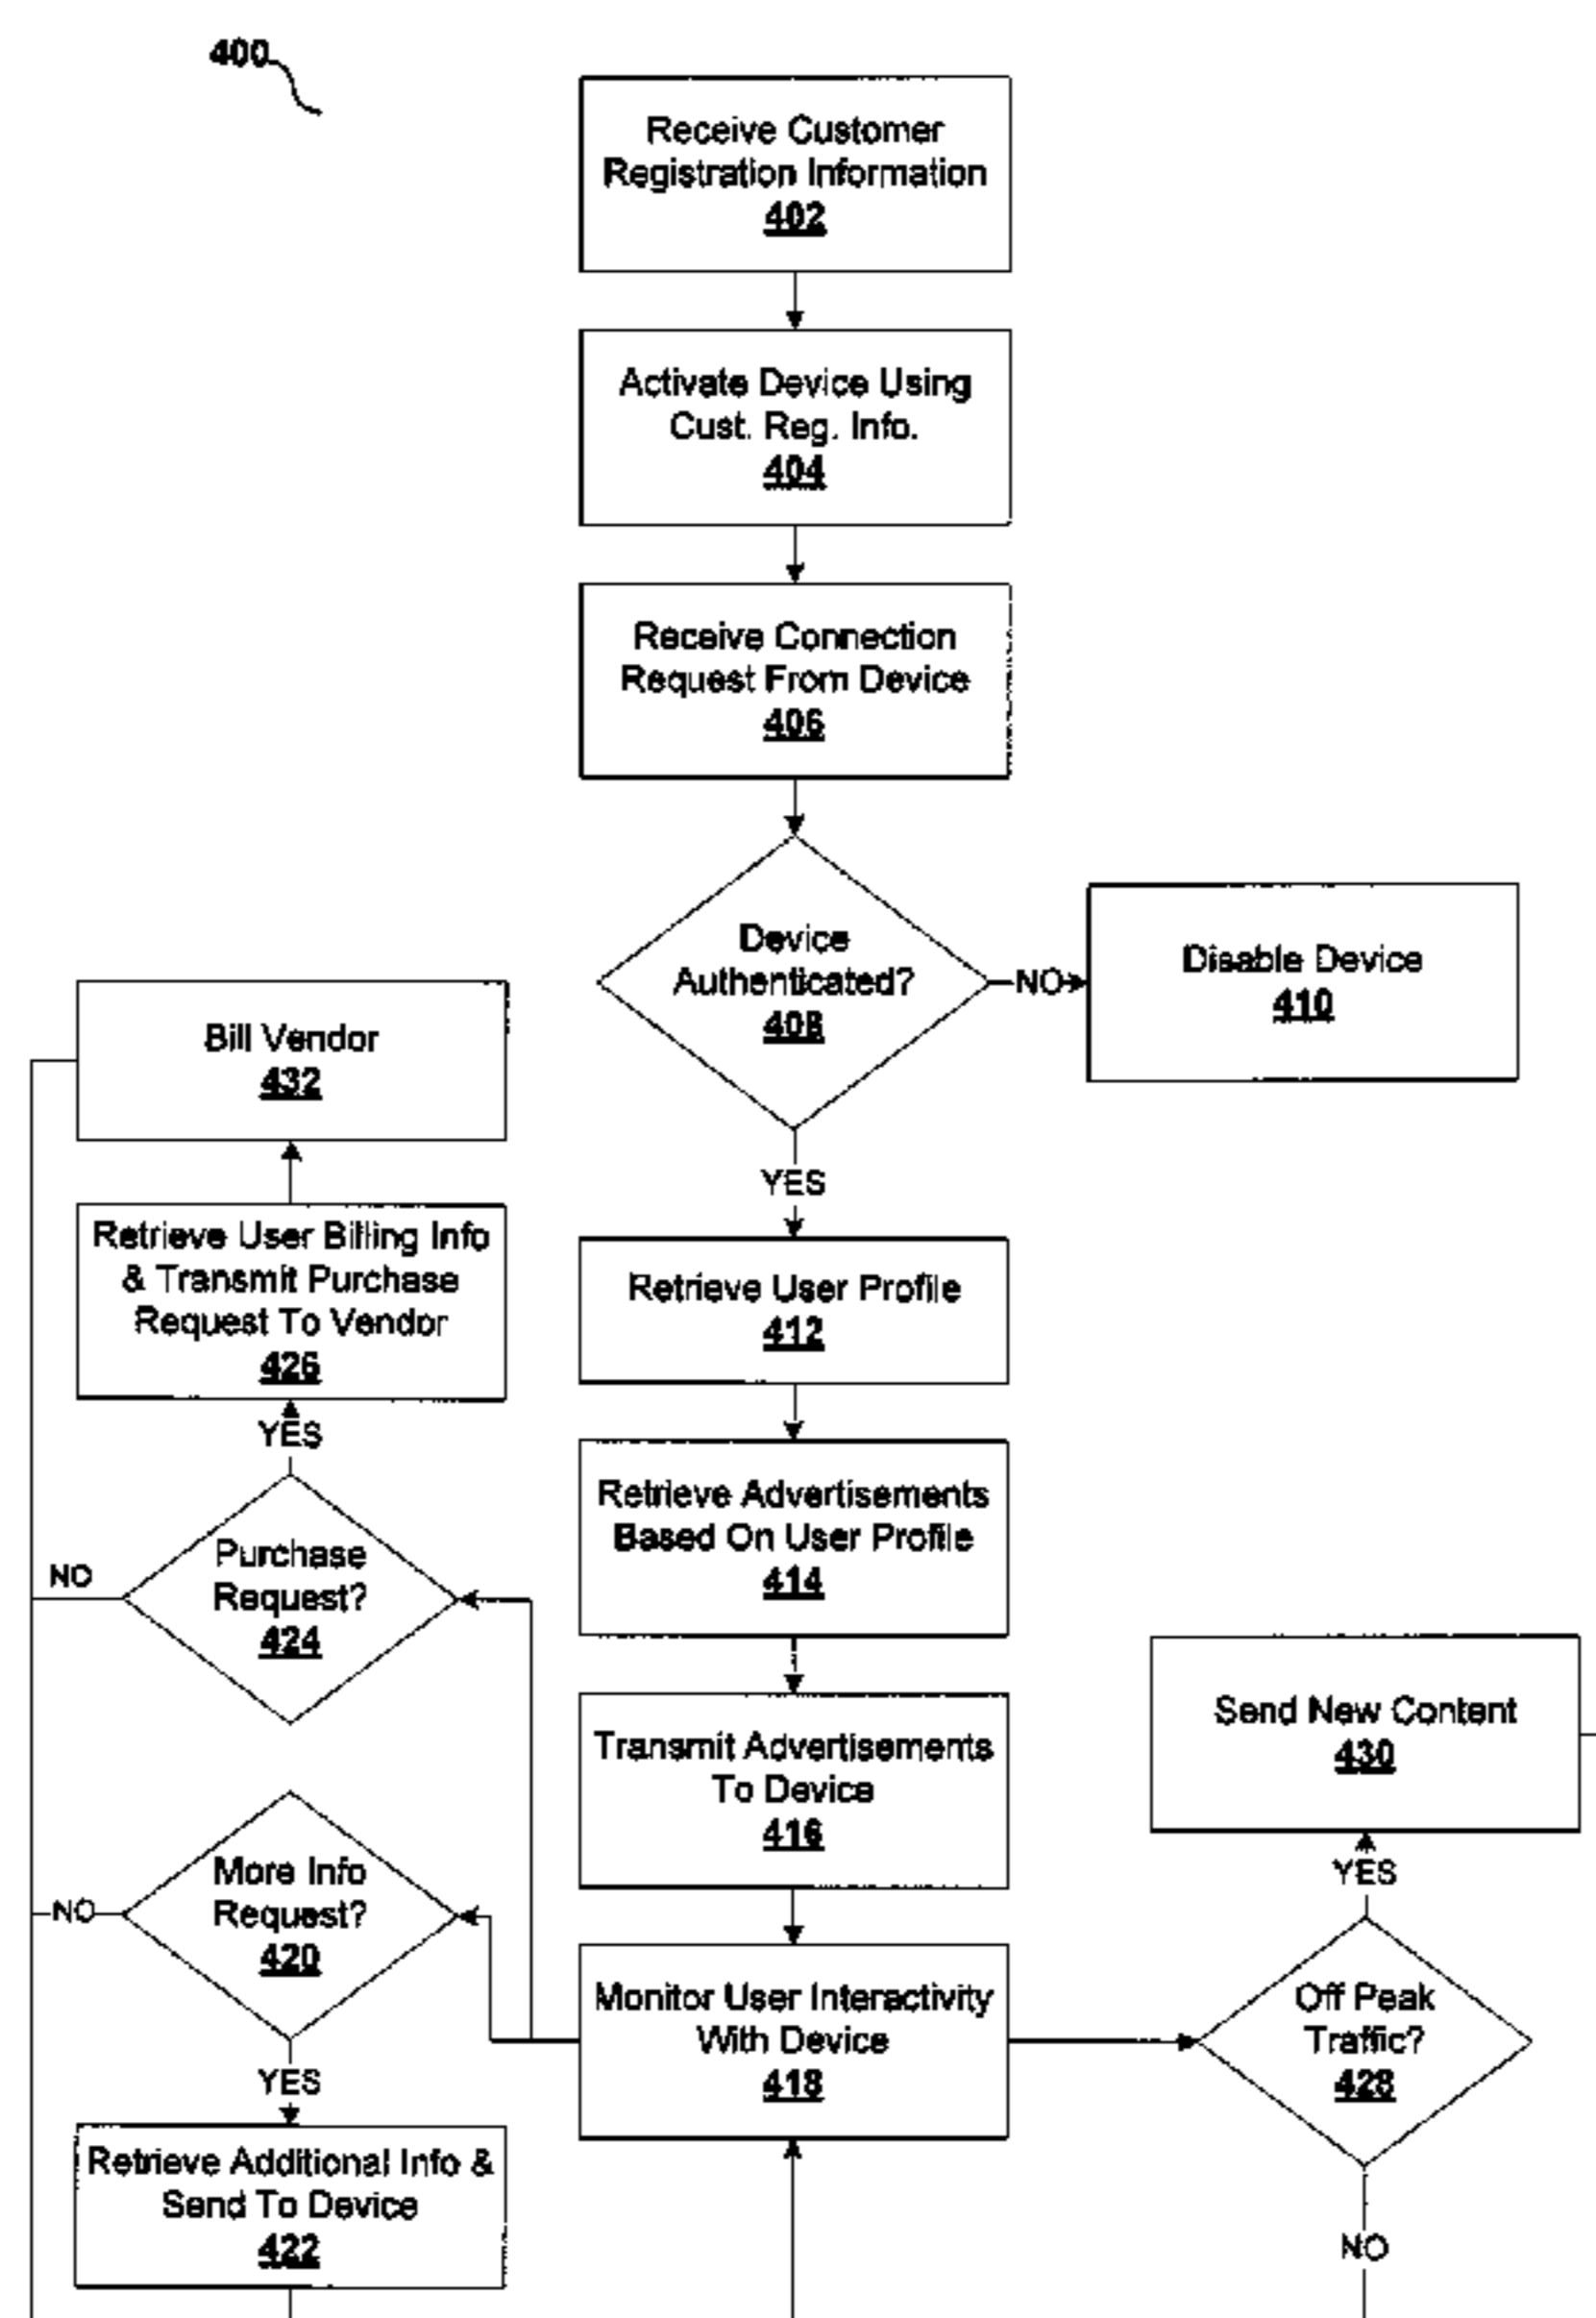 400
Receive Customer
Registration Information
402
Activate Device Using
Cust. Reg. Info.
404
Receive Connection
Request From Device
406
Device
Authenticated?
408
NO
Disable Device
410
YES
Bill Vendor
432
Retrieve User Billing Info
& Transmit Purchase
Request To Vendor
426
YES
Purchase
Request?
424
NO
Retrieve User Profile
412
Retrieve Advertisements
Based On User Profile
414
Transmit Advertisements
To Device
416
Send New Content
430
YES
More Info
Request?
420
NO
YES
Monitor User Interactivity
With Device
418
Off Peak
Traffic?
428
NO
Retrieve Additional Info &
Send To Device
422